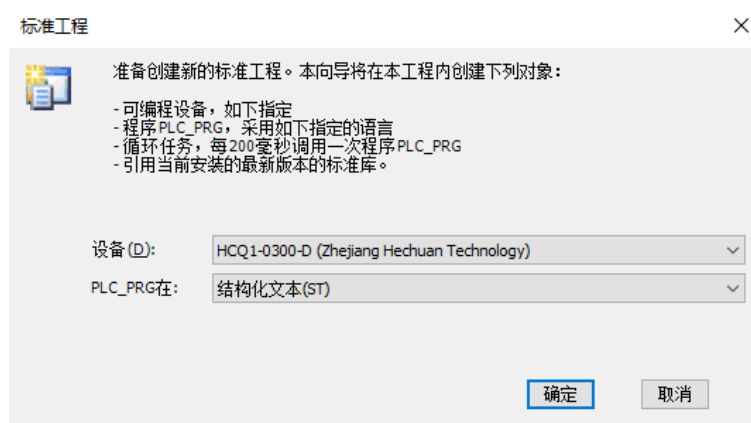 标准工程
准备创建新的标准工程。本向导将在本工程内创建下列对象：
-可编程设备，如下指定
-程序PLC_PRG，采用如下指定的语言
-循环任务，每200毫秒调用一次程序PLC_PRG
-引用当前安装的最新版本的标准库。
设备(D): HCQ1-0300-D (Zhejiang Hechuan Technology)
PLC_PRG在: 结构化文本(ST)
确定 取消